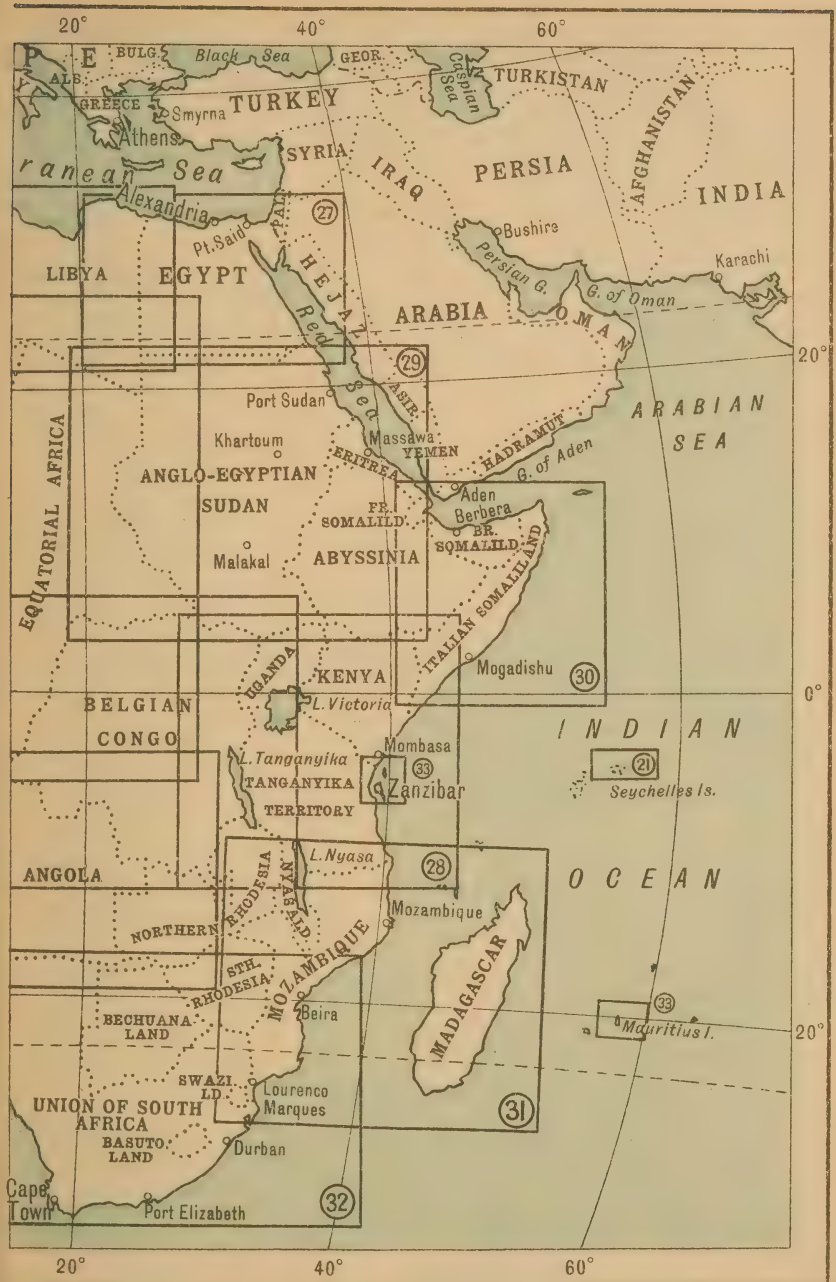 20° 40° 60°
P E
BULG.
Black Sea
GEOR.
Caspian
Sea
TURKISTAN
ALB.
GREECE
Smyrna
TURKEY
Athens
AFGHANISTAN
SYRIA
IRAQ
PERSIA
INDIA
ranean Sea
Alexandria
PAL.
27
Pt. Said
Bushire
Karachi
Persian G.
G. of Oman
LIBYA
EGYPT
HEJAZ
ARABIA
OMAN
Red
Sea
20°
29
ASIR
Port Sudan
ARABIAN
SEA
Khartoum
Massawa
YEMEN
HADRAMUT
ERITREA
G. of Aden
EQUATORIAL AFRICA
ANGLO-EGYPTIAN
SUDAN
Aden
Berbera
FR.
SOMALILD.
BR.
SOMALILD.
Malakal
ABYSSINIA
ITALIAN SOMALILAND
UGANDA
KENYA
Mogadishu
30
L. Victoria
0°
BELGIAN
CONGO
INDIAN
L. Tanganyika
Mombasa
33
21
TANGANYIKA
TERRITORY
Zanzibar
Seychelles Is.
ANGOLA
L. Nyasa
28
OCEAN
NORTHERN RHODESIA
NYASALD
Mozambique
STH.
RHODESIA
MOZAMBIQUE
MADAGASCAR
Beira
33
Mauritius I.
20°
BECHUANA-
LAND
SWAZI
LD.
Lourenco
Marques
31
UNION OF SOUTH
AFRICA
BASUTO
LAND
Durban
32
Cape
Town
Port Elizabeth
20° 40° 60°